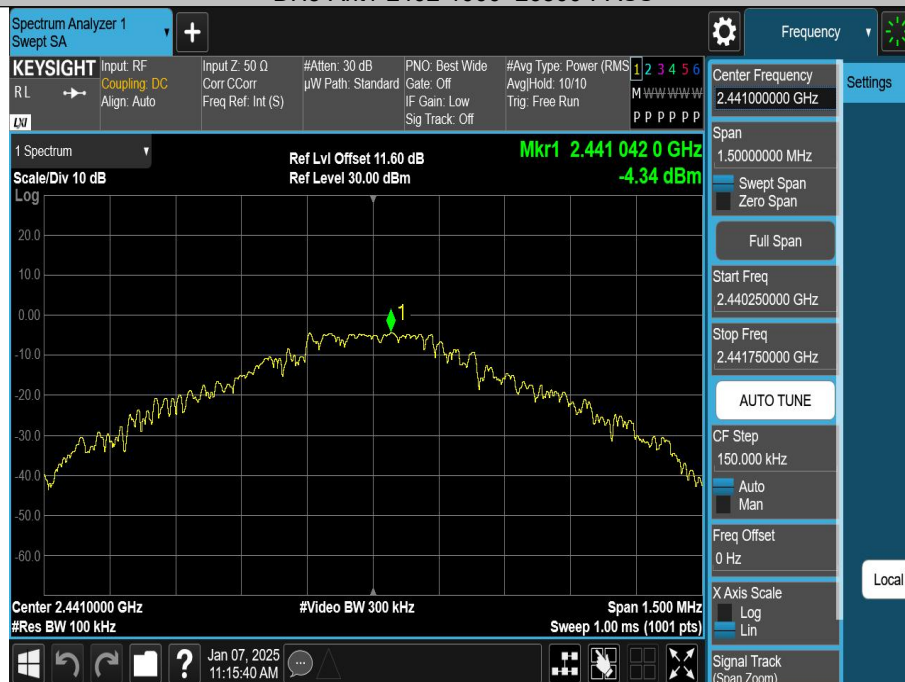 Spectrum Analyzer 1
Swept SA
+
Frequency
KEYSIGHT
RL
LXI
Input: RF
Coupling: DC
Align: Auto
Input Z: 50 Ω
Corr CCorr
Freq Ref: Int (S)
#Atten: 30 dB
µW Path: Standard
PNO: Best Wide
Gate: Off
IF Gain: Low
Sig Track: Off
#Avg Type: Power (RMS
Avg|Hold: 10/10
Trig: Free Run
1 2 3 4 5 6
M W W W W W
P P P P P P
1 Spectrum
Scale/Div 10 dB
Log
Ref Lvl Offset 11.60 dB
Ref Level 30.00 dBm
Mkr1 2.441 042 0 GHz
-4.34 dBm
20.0
10.0
0.00
-10.0
-20.0
-30.0
-40.0
-50.0
-60.0
1
Center 2.4410000 GHz
#Res BW 100 kHz
#Video BW 300 kHz
Span 1.500 MHz
Sweep 1.00 ms (1001 pts)
Jan 07, 2025
11:15:40 AM
Center Frequency
2.441000000 GHz
Span
1.50000000 MHz
Swept Span
Zero Span
Full Span
Start Freq
2.440250000 GHz
Stop Freq
2.441750000 GHz
AUTO TUNE
CF Step
150.000 kHz
Auto
Man
Freq Offset
0 Hz
X Axis Scale
Log
Lin
Signal Track
(Span Zoom)
Settings
Local